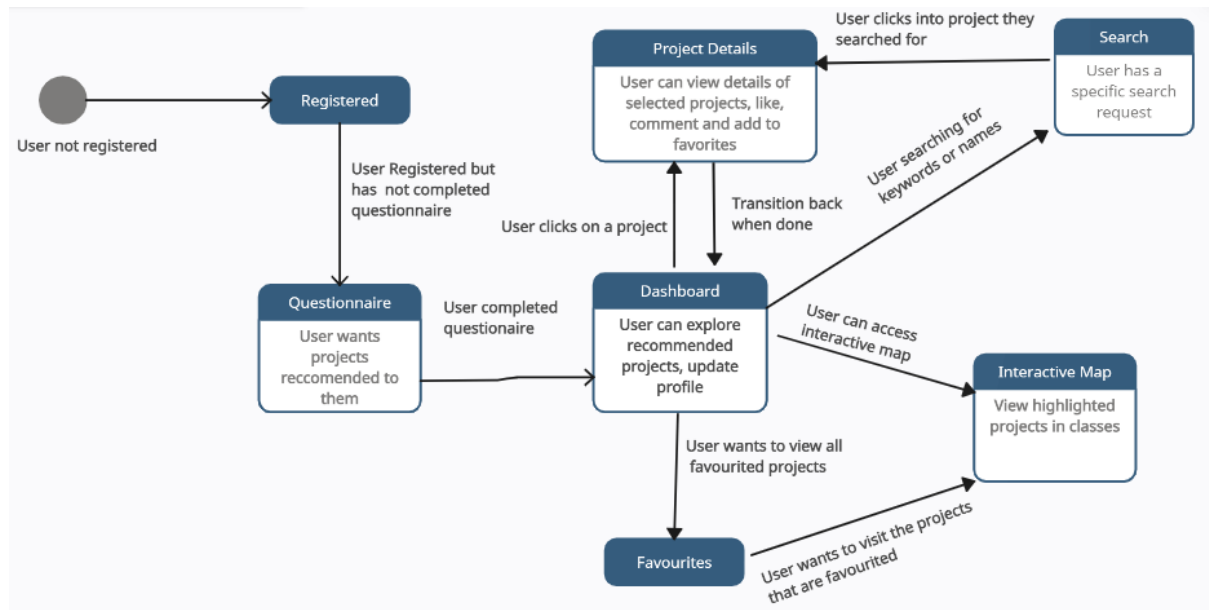 User not registered
Registered
User Registered but
has not completed
questionnaire
Questionnaire
User wants
projects
reccomended to
them
User completed
questionaire
Dashboard
User can explore
recommended
projects, update
profile
User clicks on a project
Project Details
User can view details of
selected projects, like,
comment and add to
favorites
Transition back
when done
User clicks into project they
searched for
Search
User has a
specific search
request
User searching for
keywords or names
User can access
interactive map
Interactive Map
View highlighted
projects in classes
User wants to view all
favourited projects
Favourites
User wants to visit the projects
that are favourited